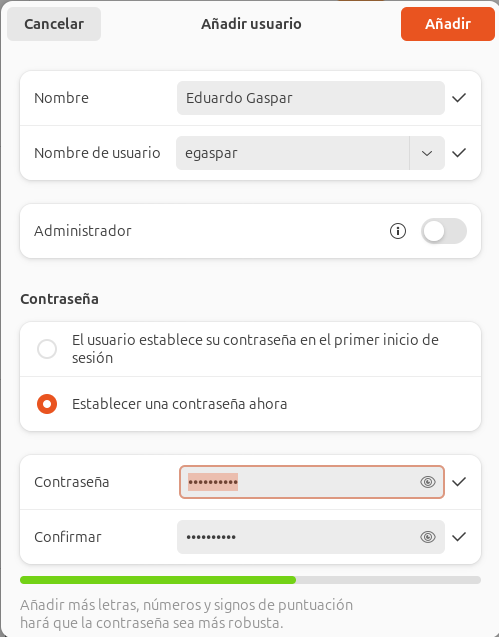 Cancelar Añadir usuario Añadir
Nombre Eduardo Gaspar
Nombre de usuario egaspar
Administrador
Contraseña
El usuario establece su contraseña en el primer inicio de
sesión
Establecer una contraseña ahora
Contraseña ••••••••••
Confirmar ••••••••••
Añadir más letras, números y signos de puntuación
hará que la contraseña sea más robusta.